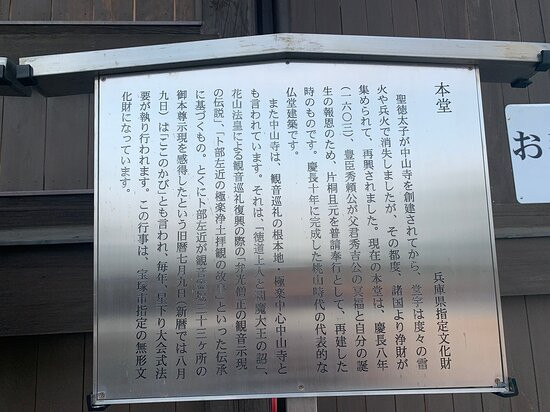 本堂
兵庫県指定文化財
聖徳太子が中山寺を創建されてから、堂宇は度々の雷
火や兵火で消失しましたが、その都度、諸国より浄財が
集められて、再興されました。現在の本堂は、慶長八年
(一六〇三)、豊臣秀頼公が父君秀吉公の冥福と自分の誕
生の報恩のため、片桐且元を普請奉行として、再建した
時のものです。慶長十年に完成した桃山時代の代表的な
仏堂建築です。
また中山寺は、観音巡礼の根本地・極楽中心中山寺と
も言われています。それは、「徳道上人と閻魔大王の詔」、
花山法皇による観音巡礼復興の際の「弁光僧正の観音示現
の伝説」、「卜部左近の極楽浄土拝観の故事」といった伝承
に基づくもの。とくに卜部左近が観音霊場三十三ヶ所の
御本尊示現を感得したという旧暦七月九日(新暦では八月
九日)は「ここのかび」とも言われ、毎年、星下り大会式法
要が執り行われます。この行事は、宝塚市指定の無形文
化財になっています。
お